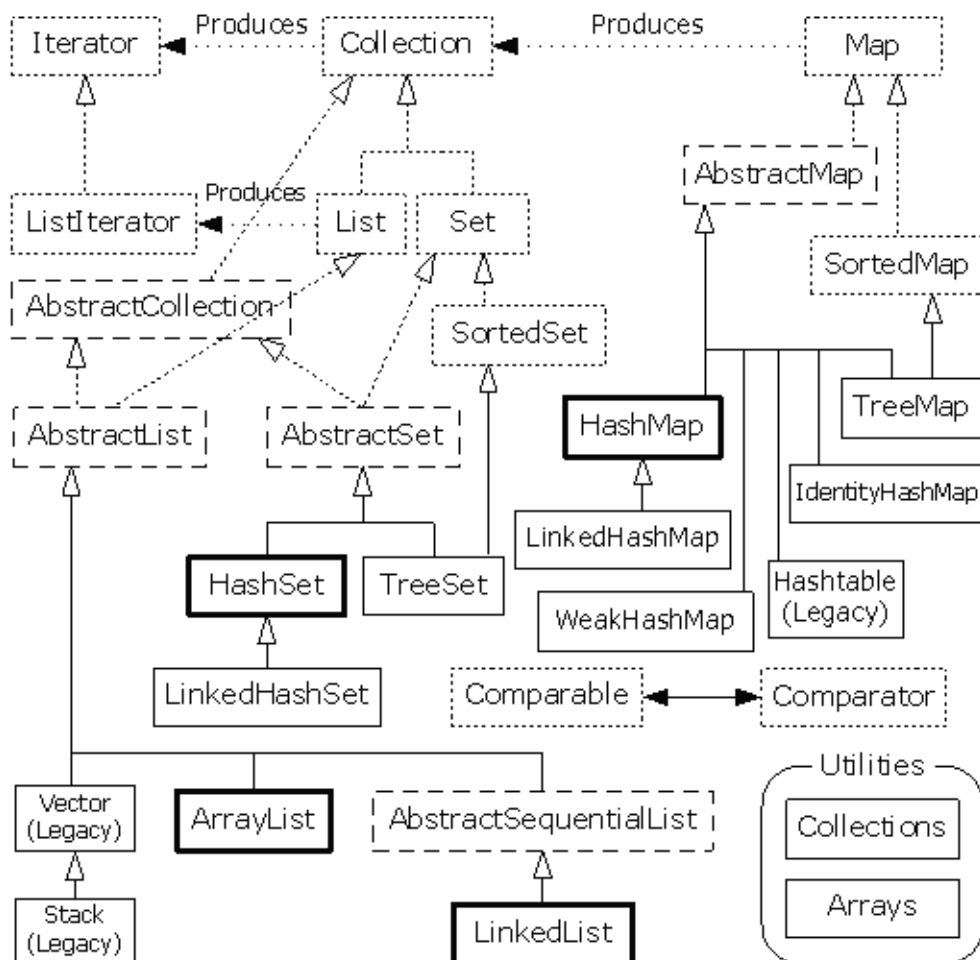 Iterator
Produces
Collection
Produces
Map
AbstractMap
ListIterator
Produces
List
Set
SortedMap
AbstractCollection
SortedSet
TreeMap
AbstractList
AbstractSet
HashMap
IdentityHashMap
LinkedHashMap
HashSet
TreeSet
Hashtable
(Legacy)
WeakHashMap
LinkedHashSet
Comparable
Comparator
Utilities
Vector
(Legacy)
ArrayList
AbstractSequentialList
Collections
Stack
(Legacy)
LinkedList
Arrays